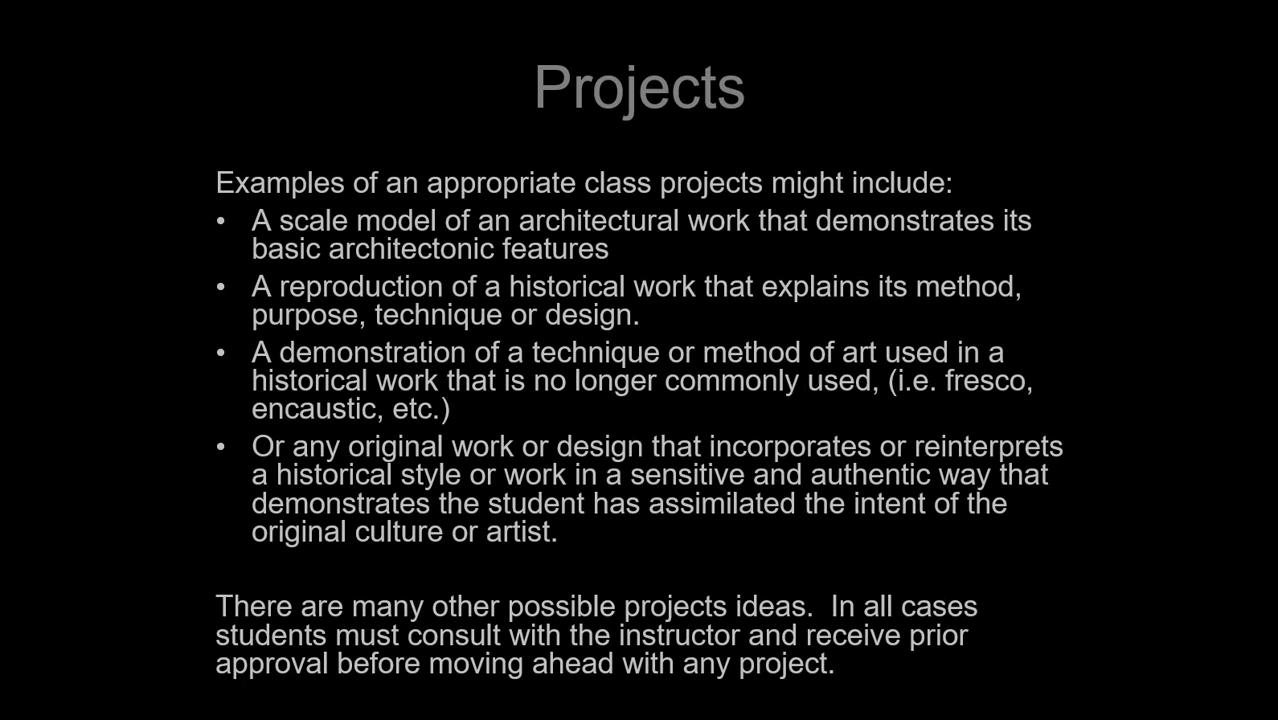 Projects
Examples of an appropriate class projects might include:
• A scale model of an architectural work that demonstrates its
basic architectonic features
• A reproduction of a historical work that explains its method,
purpose, technique or design.
• A demonstration of a technique or method of art used in a
historical work that is no longer commonly used, (i.e. fresco,
encaustic, etc.)
• Or any original work or design that incorporates or reinterprets
a historical style or work in a sensitive and authentic way that
demonstrates the student has assimilated the intent of the
original culture or artist.
There are many other possible projects ideas.  In all cases
students must consult with the instructor and receive prior
approval before moving ahead with any project.